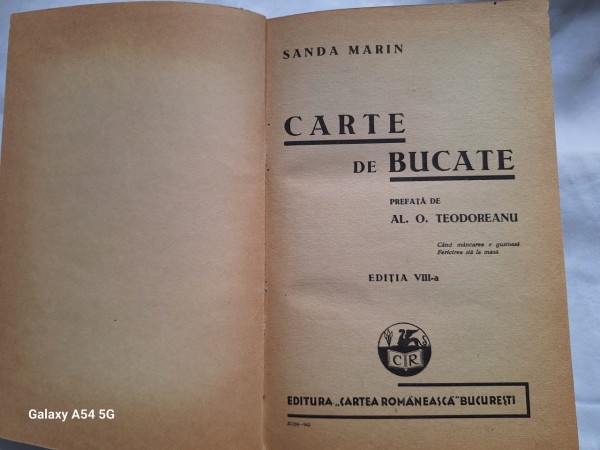 SANDA MARIN
CARTE
DE BUCATE
PREFAȚĂ DE
AL. O. TEODOREANU
Când mâncarea e gustoasă
Fericirea stă la masă
EDIȚIA VIII-a
C R
EDITURA „CARTEA ROMÂNEASCĂ" BUCUREȘTI
Galaxy A54 5G